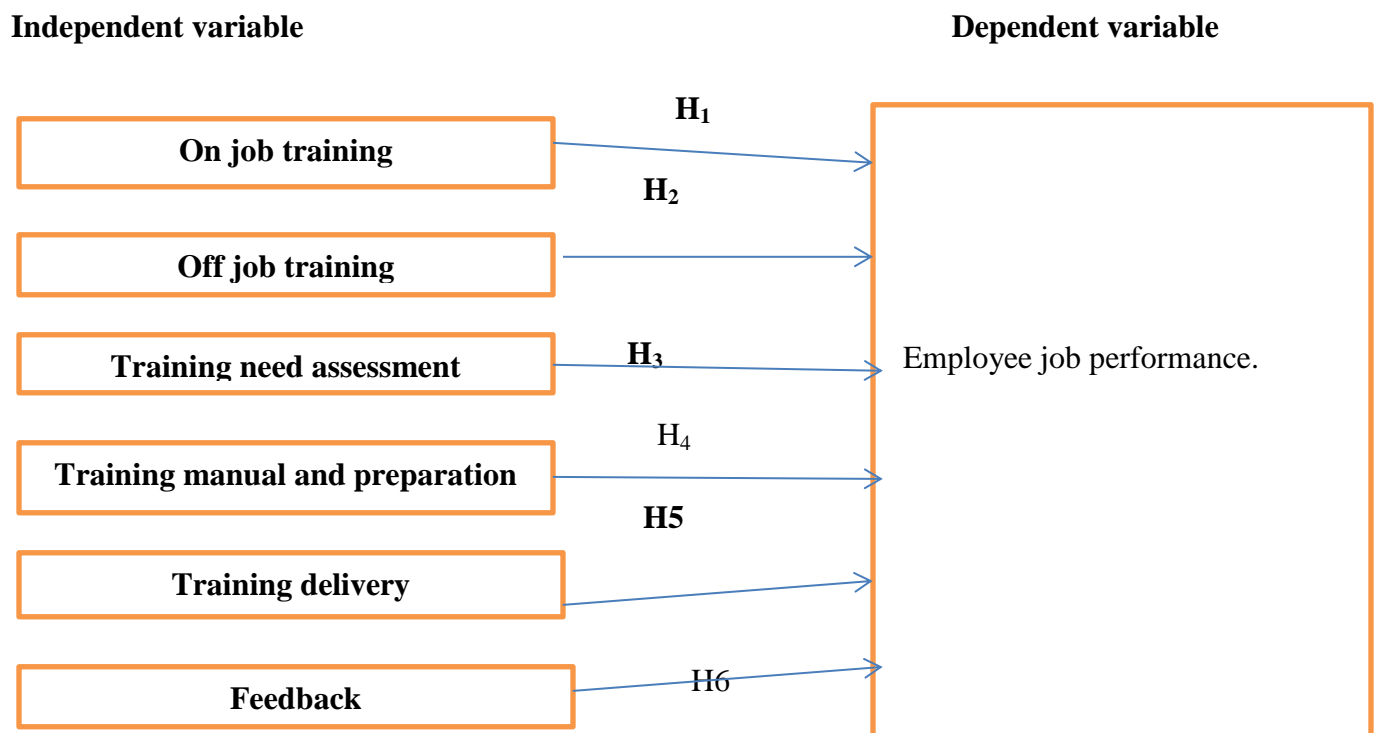 Independent variable
Dependent variable
H₁
On job training
H₂
Off job training
H₃
Employee job performance.
Training need assessment
H₄
Training manual and preparation
H5
Training delivery
H6
Feedback